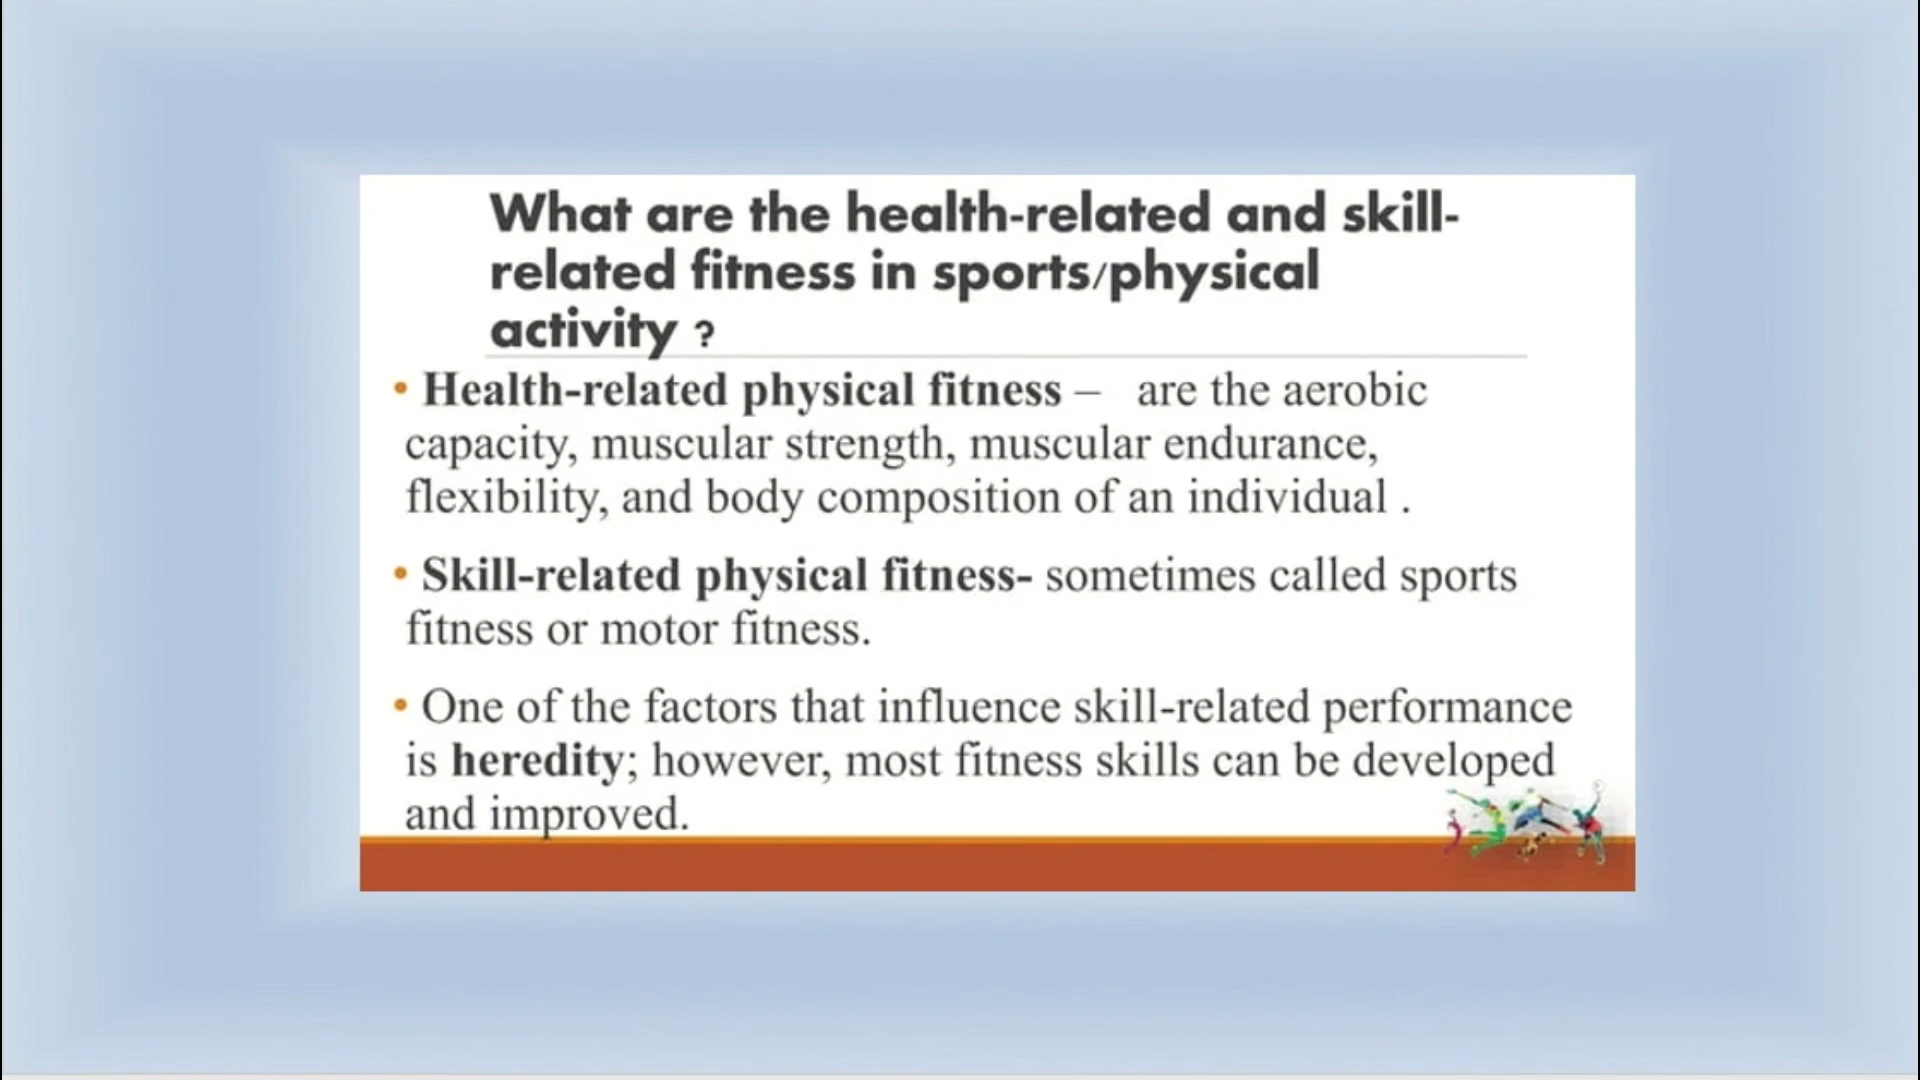 What are the health-related and skill-
related fitness in sports/physical
activity ?
• Health-related physical fitness – are the aerobic
capacity, muscular strength, muscular endurance,
flexibility, and body composition of an individual .
• Skill-related physical fitness- sometimes called sports
fitness or motor fitness.
• One of the factors that influence skill-related performance
is heredity; however, most fitness skills can be developed
and improved.